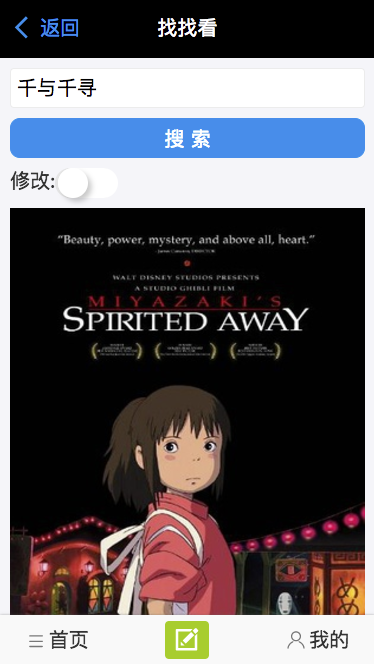 返回
找找看
千与千寻
搜索
修改:
"Beauty, power, mystery, and above all, heart."
WALT DISNEY STUDIOS PRESENTS
A STUDIO GHIBLI FILM
MIYAZAKI'S
SPIRITED AWAY
首页
我的